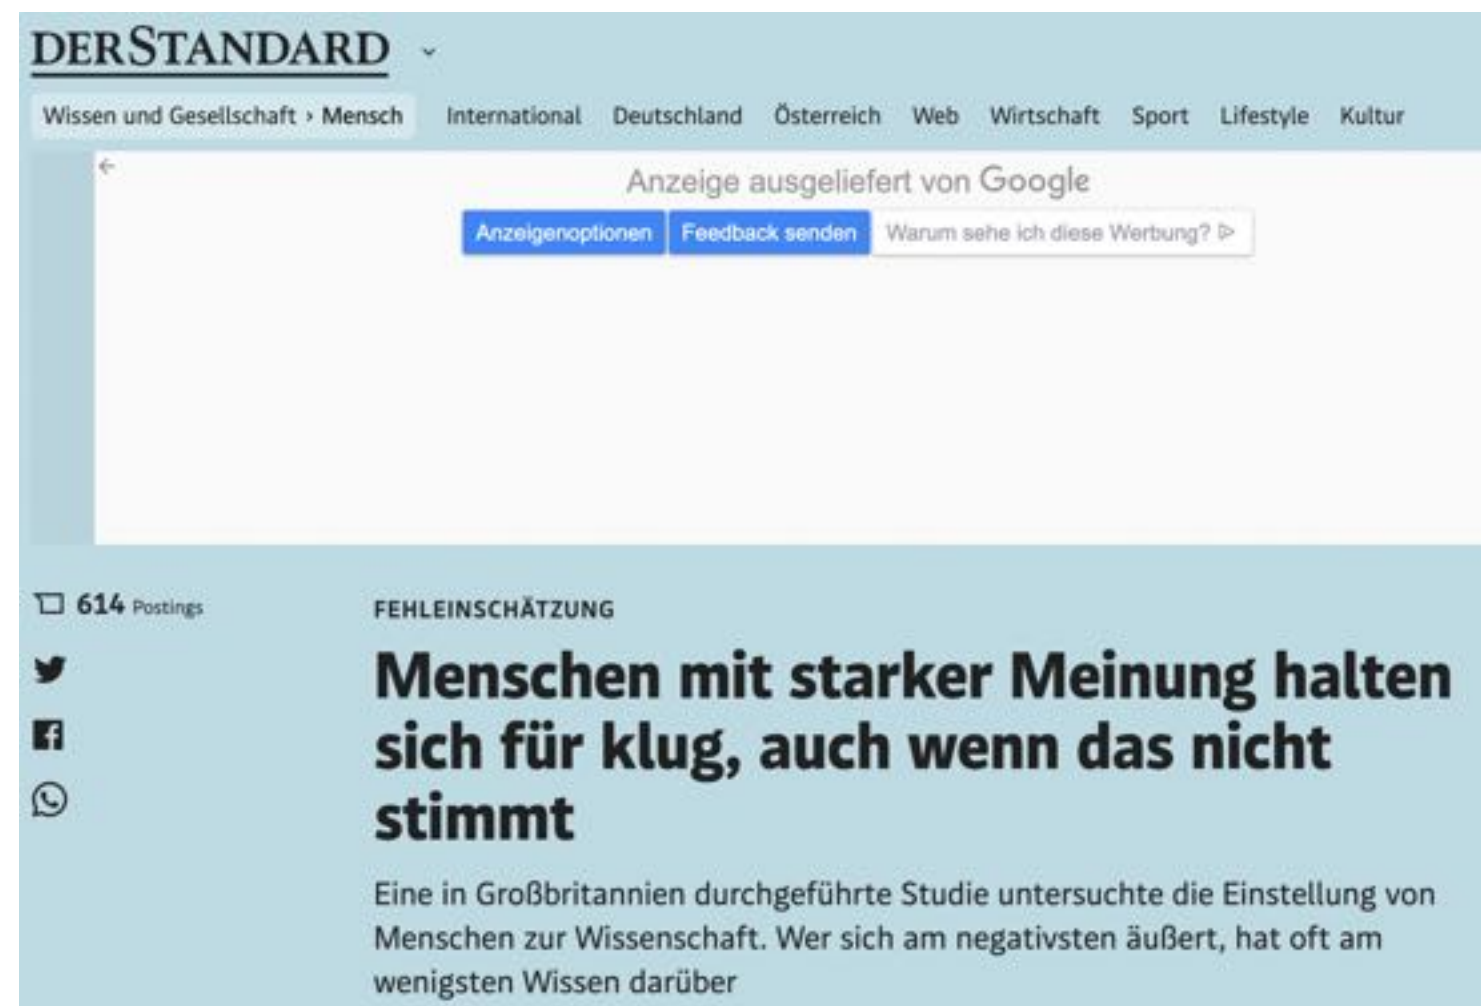 DERSTANDARD
Wissen und Gesellschaft › Mensch International Deutschland Österreich Web Wirtschaft Sport Lifestyle Kultur
Anzeige ausgeliefert von Google
Anzeigenoptionen Feedback senden Warum sehe ich diese Werbung?
614 Postings
FEHLEINSCHÄTZUNG
Menschen mit starker Meinung halten
sich für klug, auch wenn das nicht
stimmt
Eine in Großbritannien durchgeführte Studie untersuchte die Einstellung von
Menschen zur Wissenschaft. Wer sich am negativsten äußert, hat oft am
wenigsten Wissen darüber